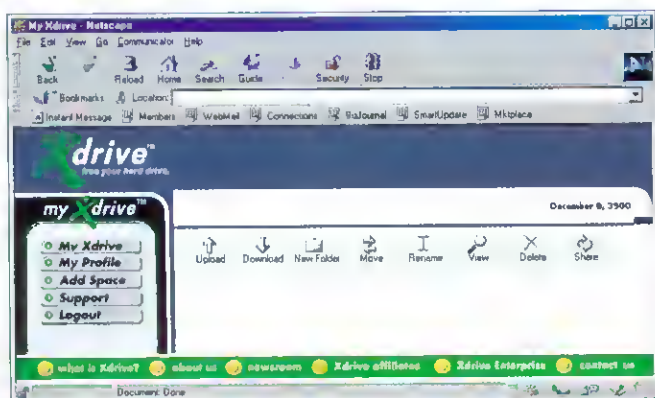 My Xdrive - Netscape
File Edit View Go Communicator Help
Back Reload Home Search Guide Security Stop
Bookmarks Location:
Instant Message Members WebMail Connections BizJournal SmartUpdate Mktplace
Xdrive™
free your hard drive.
my Xdrive™
December 8, 3900
My Xdrive
My Profile
Add Space
Support
Logout
Upload Download New Folder Move Rename View Delete Share
what is Xdrive? about us newsroom Xdrive affiliates Xdrive Enterprise contact us
Document: Done